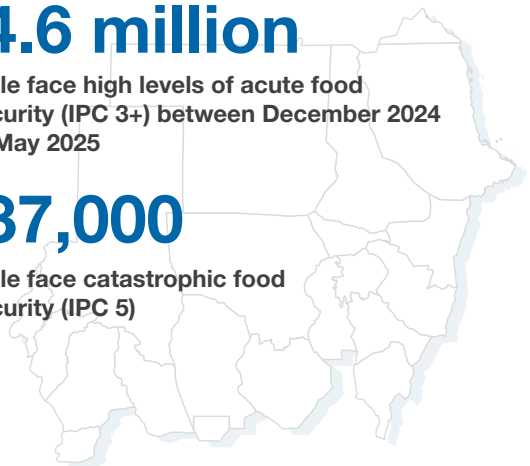 4.6 million
le face high levels of acute food
curity (IPC 3+) between December 2024
May 2025
37,000
le face catastrophic food
curity (IPC 5)